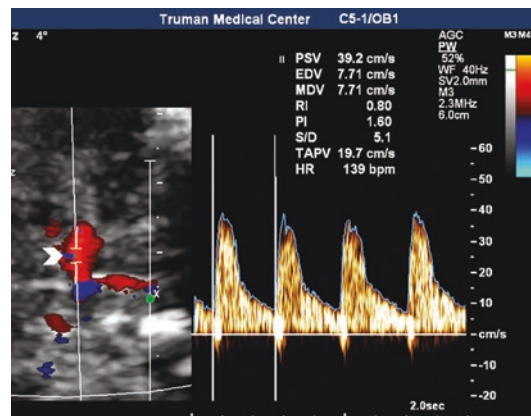 Truman Medical Center C5-1/OB1
z 4°
II PSV 39.2 cm/s
EDV 7.71 cm/s
MDV 7.71 cm/s
RI 0.80
PI 1.60
S/D 5.1
TAPV 19.7 cm/s
HR 139 bpm
AGC
PW
52%
WF 40Hz
SV2.0mm
M3
2.3MHz
6.0cm
M3 M4
z
x
60
50
40
30
20
10
cm/s
-10
-20
2.0sec